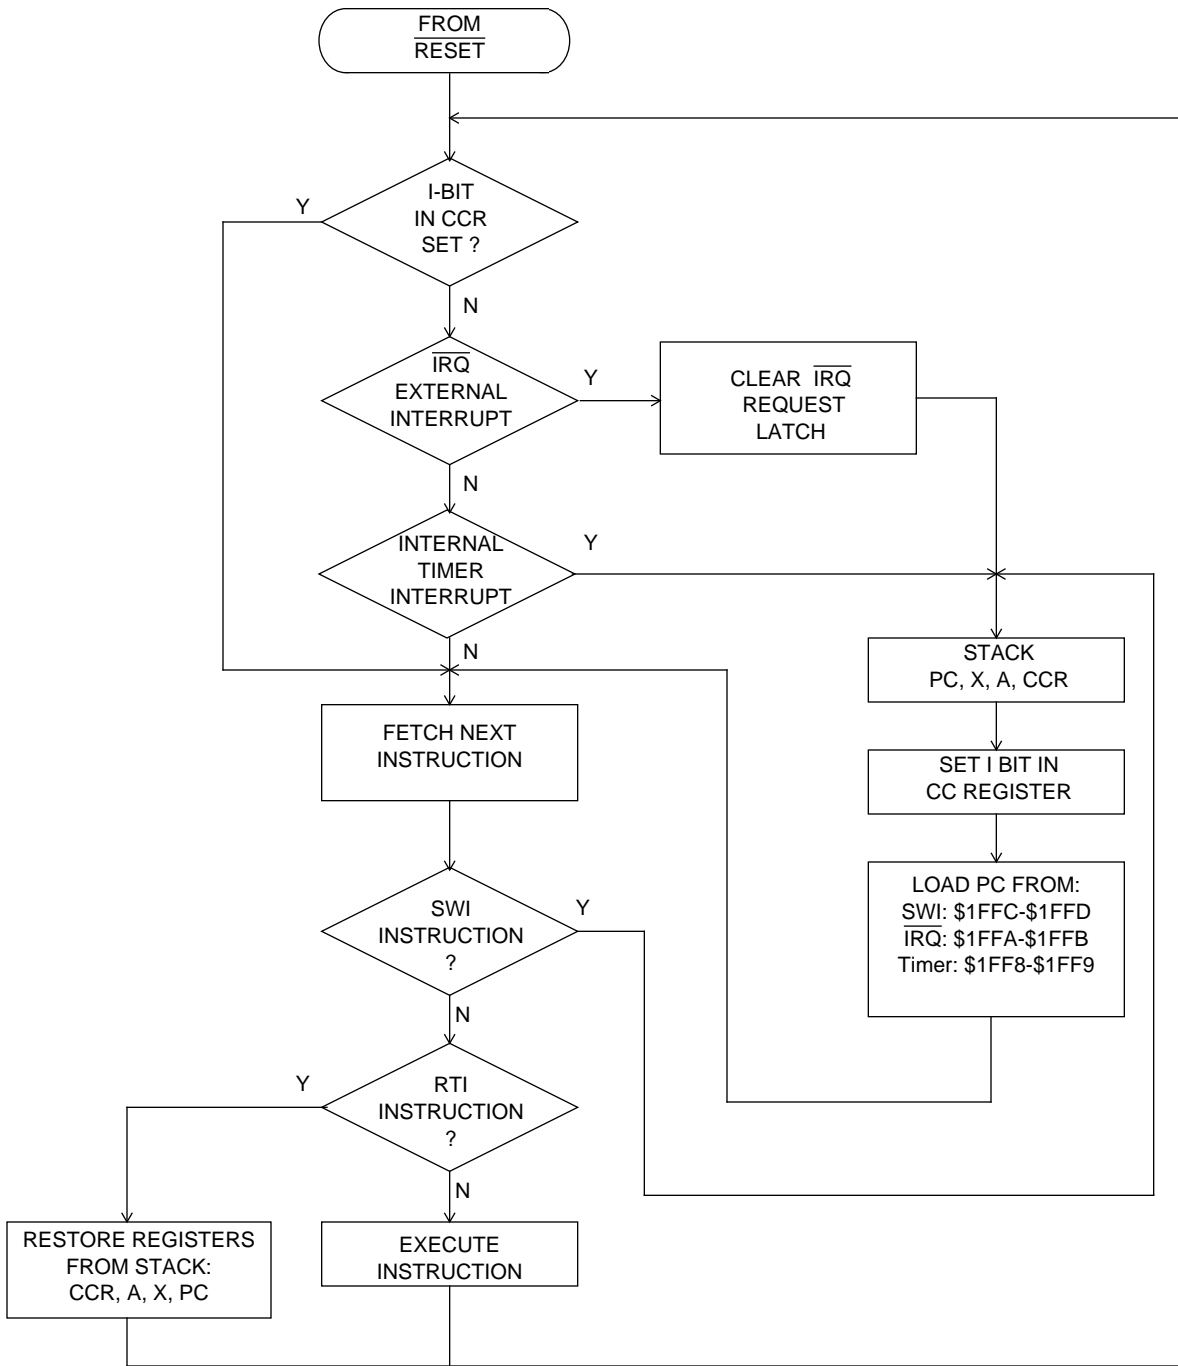 FROM
RESET
I-BIT
IN CCR
SET ?
Y
N
IRQ
EXTERNAL
INTERRUPT
Y
CLEAR IRQ
REQUEST
LATCH
N
INTERNAL
TIMER
INTERRUPT
Y
N
STACK
PC, X, A, CCR
FETCH NEXT
INSTRUCTION
SET I BIT IN
CC REGISTER
LOAD PC FROM:
SWI: $1FFC-$1FFD
IRQ: $1FFA-$1FFB
Timer: $1FF8-$1FF9
SWI
INSTRUCTION
?
Y
N
Y
RTI
INSTRUCTION
?
N
RESTORE REGISTERS
FROM STACK:
CCR, A, X, PC
EXECUTE
INSTRUCTION